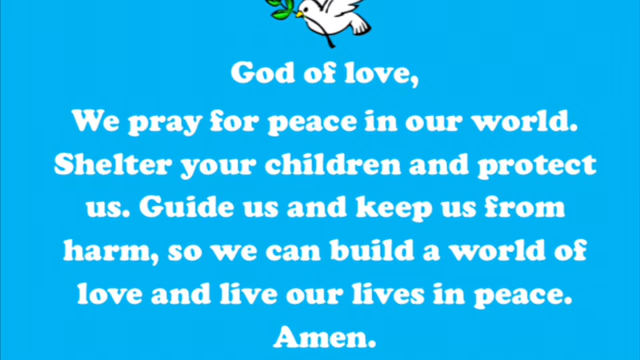 God of love,
We pray for peace in our world.
Shelter your children and protect
us. Guide us and keep us from
harm, so we can build a world of
love and live our lives in peace.
Amen.